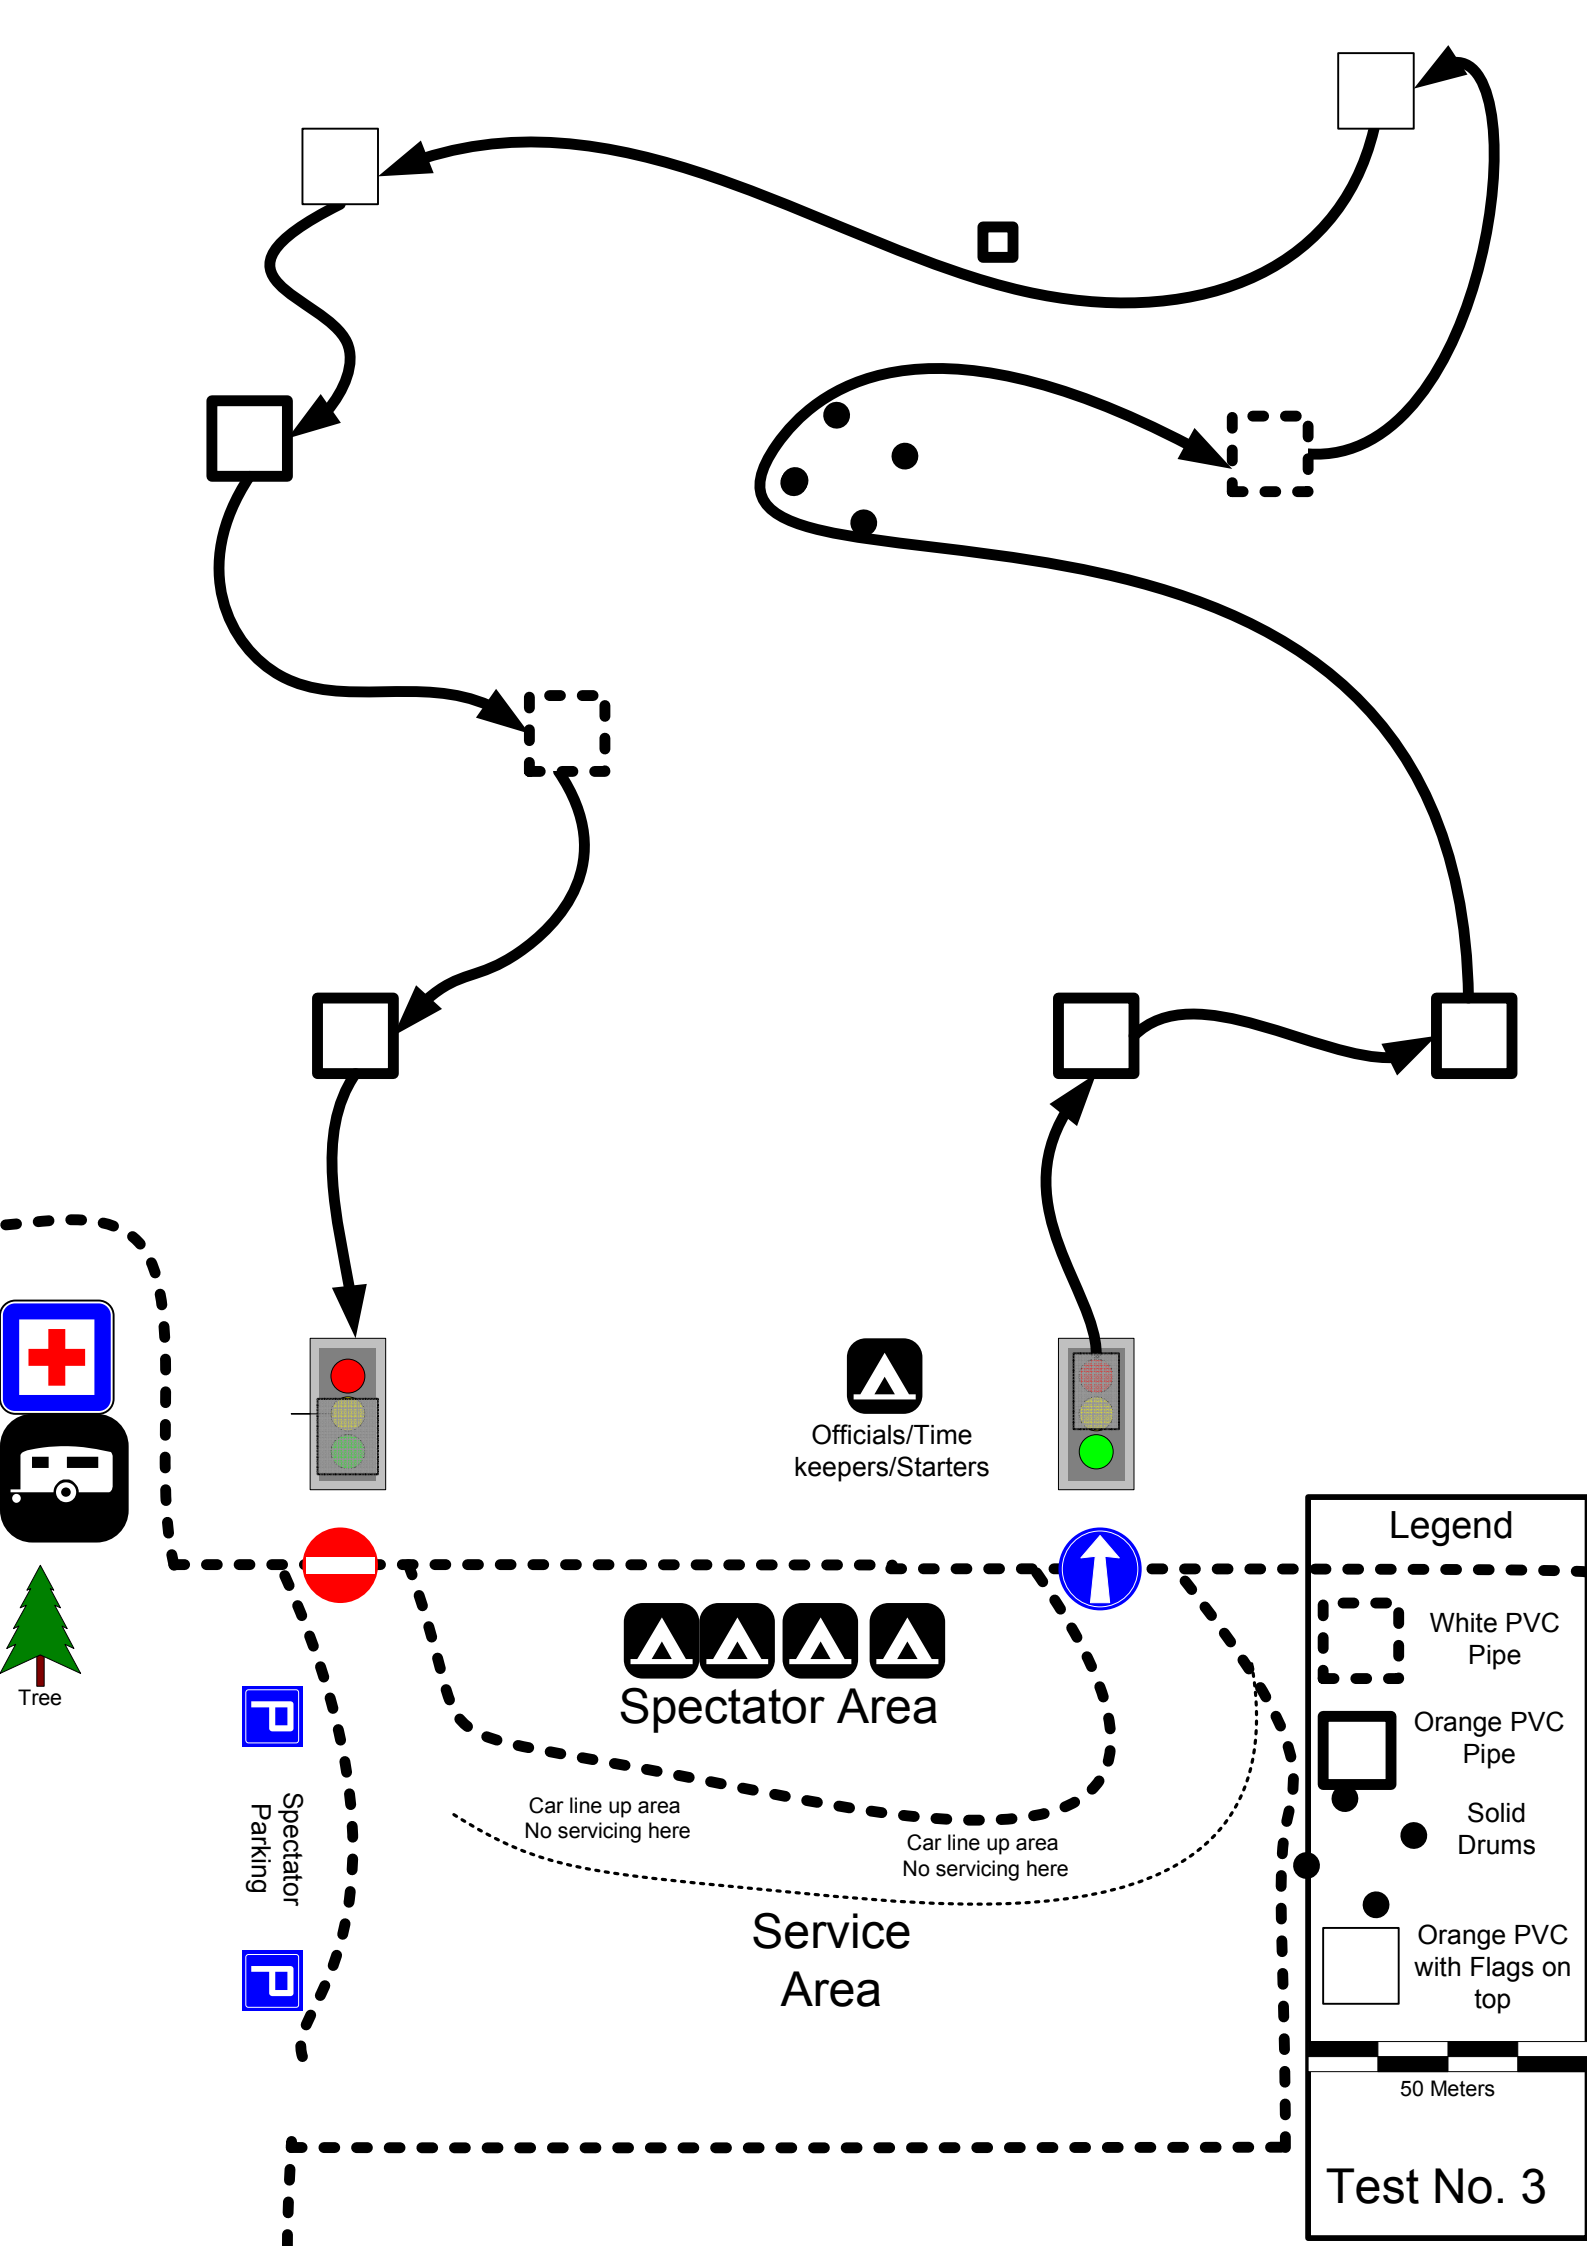 Officials/Time
keepers/Starters
Legend
White PVC
Pipe
Orange PVC
Pipe
Solid
Drums
Orange PVC
with Flags on
top
50 Meters
Test No. 3
Tree
Spectator Area
P
Spectator
Parking
P
Car line up area
No servicing here
Car line up area
No servicing here
Service
Area